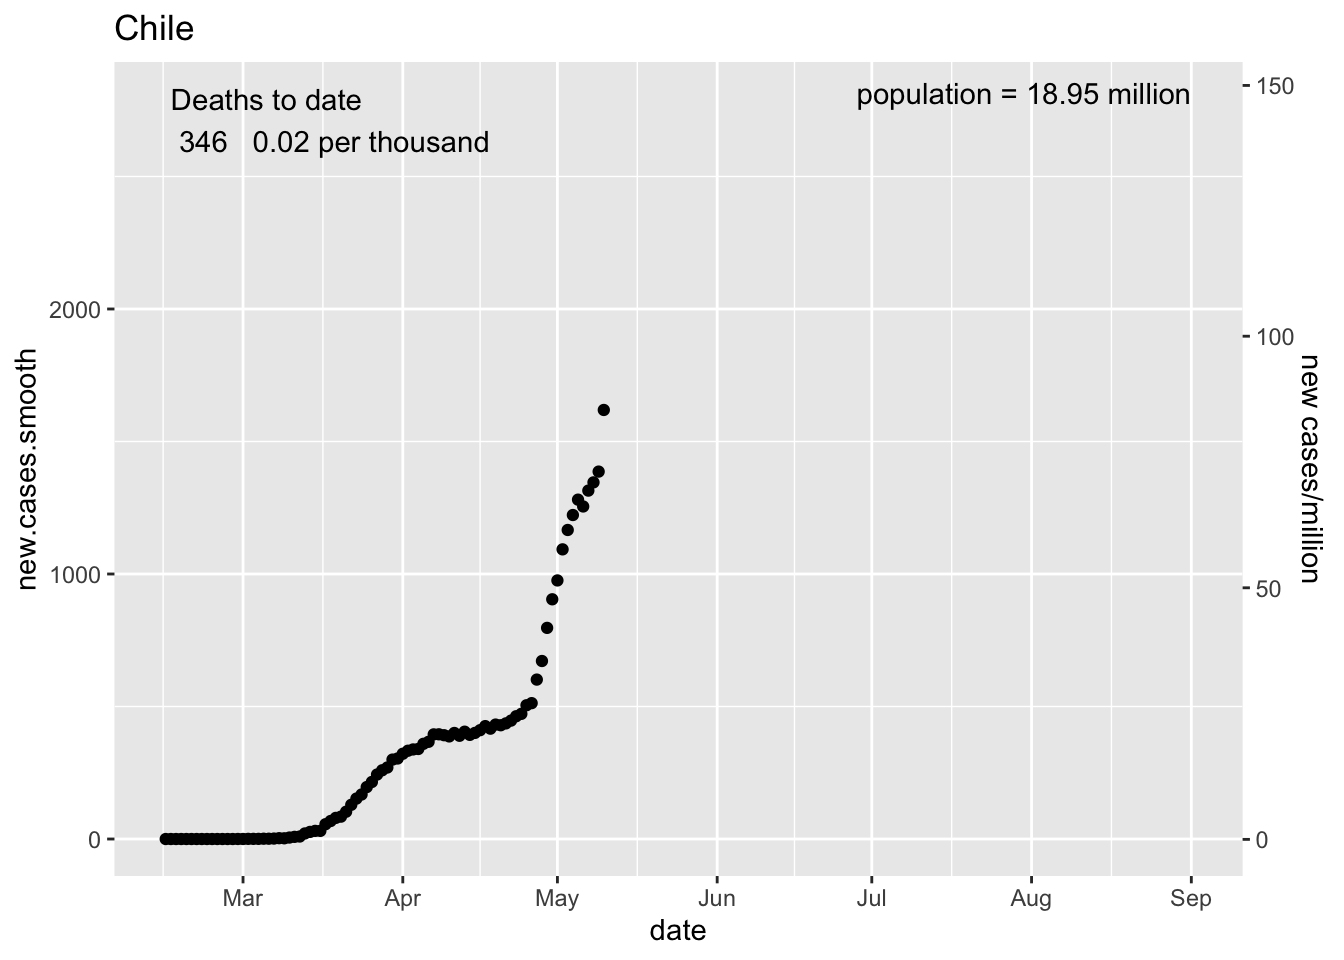 Chile
Deaths to date
346 0.02 per thousand
population = 18.95 million
new.cases.smooth
2000
1000
0
150
100
50
0
new cases/million
Mar Apr May Jun Jul Aug Sep
date